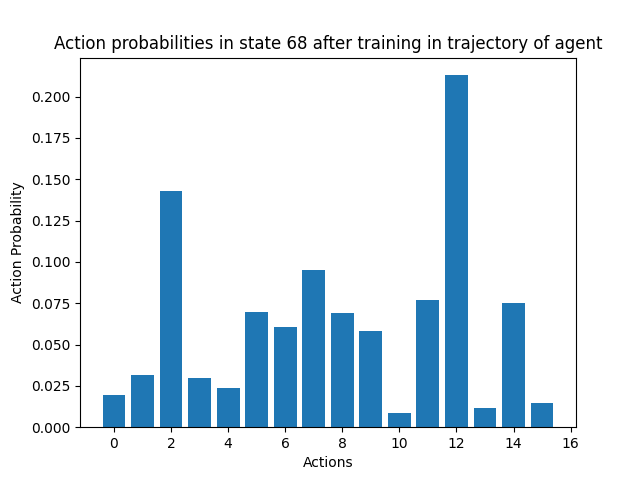 Action probabilities in state 68 after training in trajectory of agent
0.200
0.175
0.150
0.125
0.100
0.075
0.050
0.025
0.000
Action Probability
0 2 4 6 8 10 12 14 16
Actions